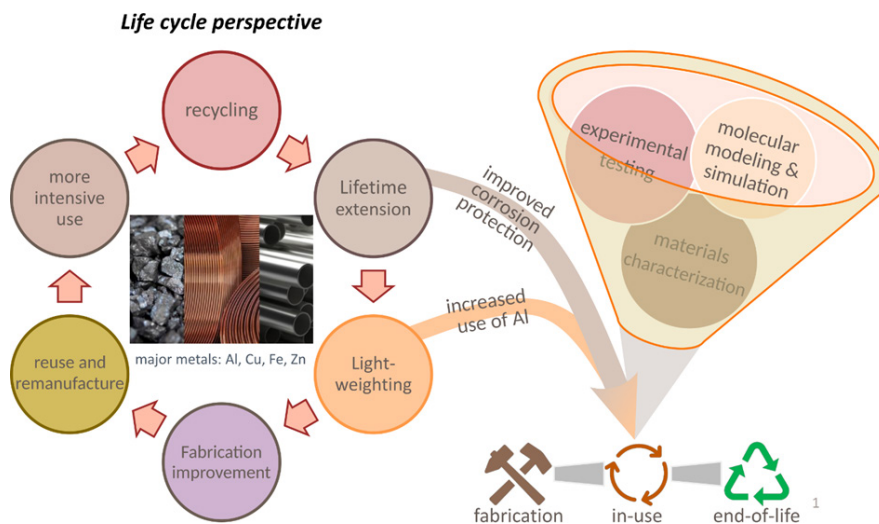 Life cycle perspective
recycling
Lifetime
extension
Light-
weighting
Fabrication
improvement
reuse and
remanufacture
more
intensive
use
major metals: Al, Cu, Fe, Zn
improved
corrosion
protection
increased
use of Al
experimental
testing
molecular
modeling &
simulation
materials
characterization
fabrication
in-use
end-of-life
1